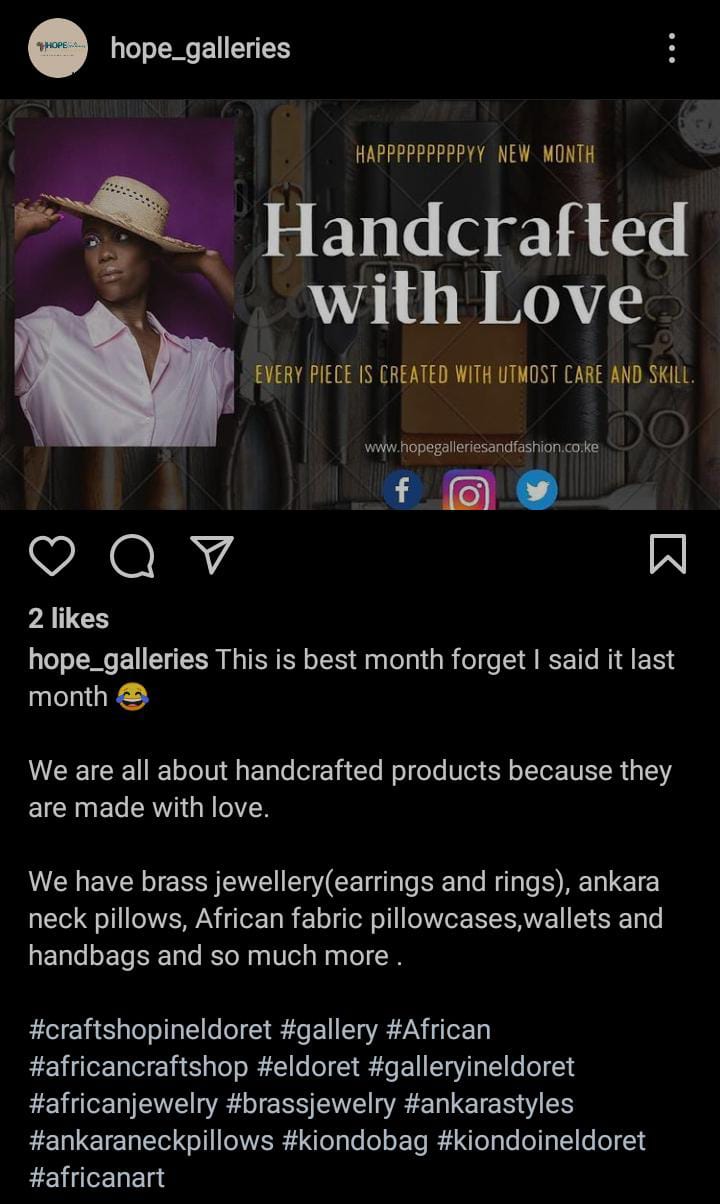 HOPE
hope_galleries
HAPPPPPPPPPYY NEW MONTH
Handcrafted
with Love
EVERY PIECE IS CREATED WITH UTMOST CARE AND SKILL.
www.hopegalleriesandfashion.co.ke
2 likes
hope_galleries This is best month forget I said it last
month 😂
We are all about handcrafted products because they
are made with love.
We have brass jewellery(earrings and rings), ankara
neck pillows, African fabric pillowcases,wallets and
handbags and so much more .
#craftshopineldoret #gallery #African
#africancraftshop #eldoret #galleryineldoret
#africanjewelry #brassjewelry #ankarastyles
#ankaraneckpillows #kiondobag #kiondoineldoret
#africanart